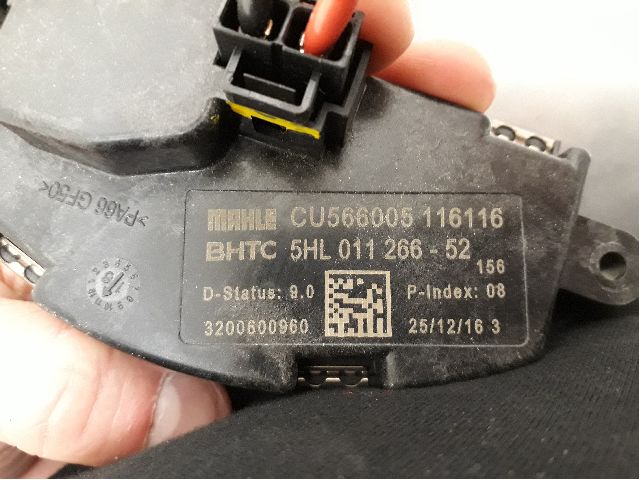 MAHLE CU566005 116116
BHTC 5HL 011 266 - 52
156
D-Status: 9.0 P-Index: 08
3200600960 25/12/16 3
>PA66 GF50<